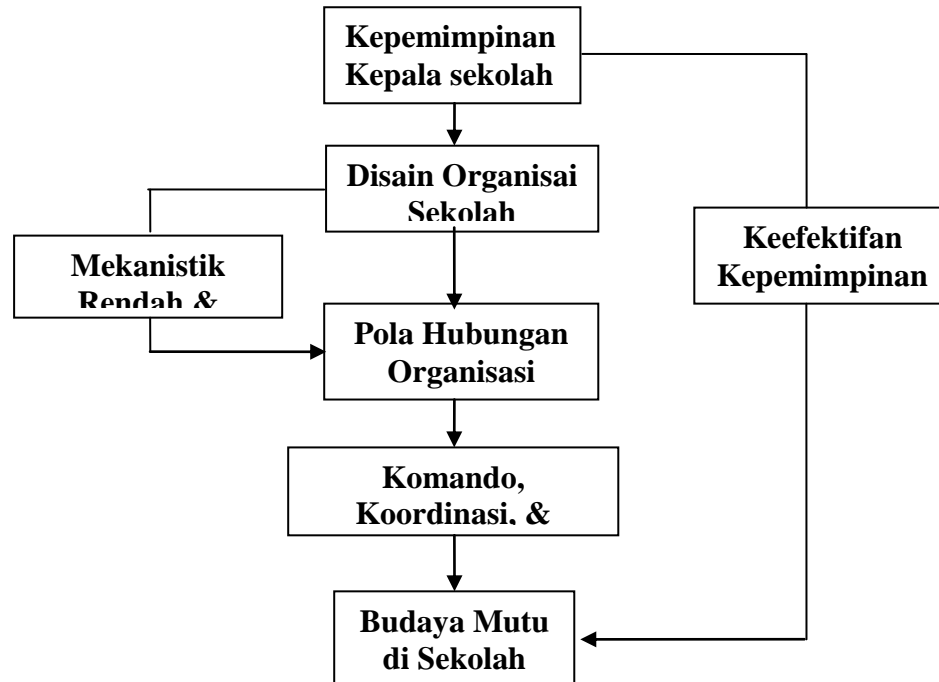 Kepemimpinan
Kepala sekolah
Disain Organisai
Sekolah
Mekanistik
Rendah &
Keefektifan
Kepemimpinan
Pola Hubungan
Organisasi
Komando,
Koordinasi, &
Budaya Mutu
di Sekolah